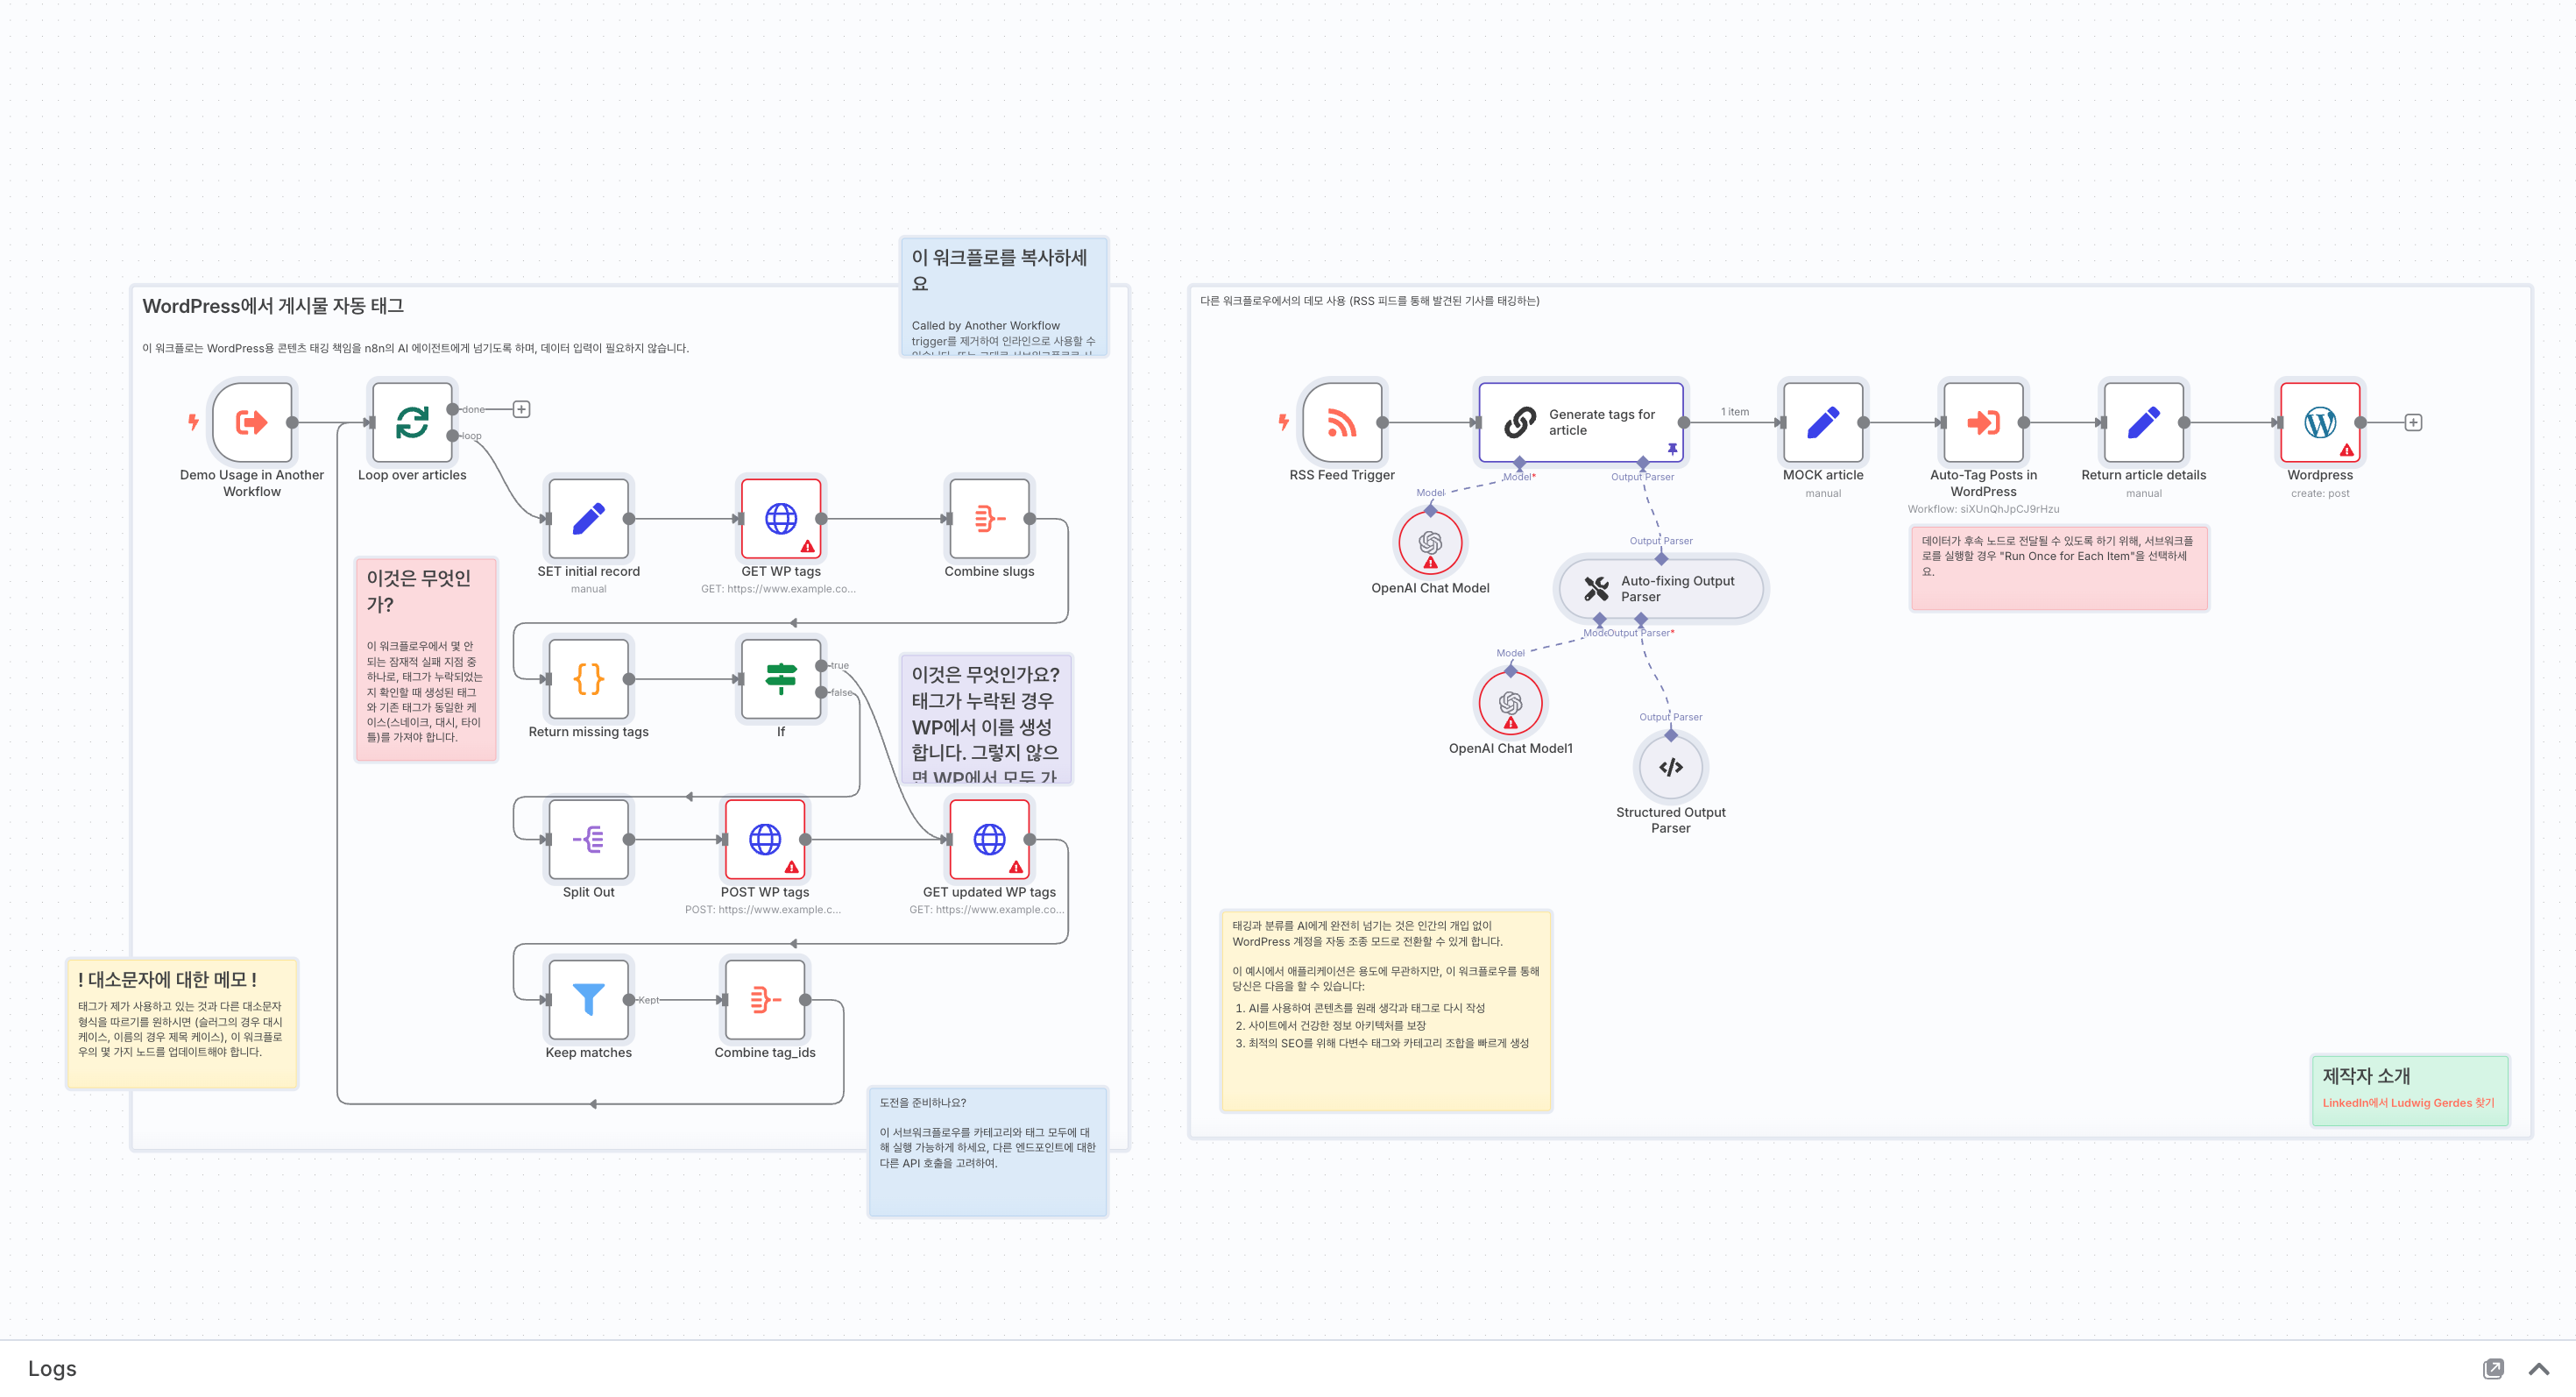 이 워크플로를 복사하세
요
Called by Another Workflow
trigger를 제거하여 인라인으로 사용할 수
WordPress에서 게시물 자동 태그
이 워크플로는 WordPress용 콘텐츠 태깅 책임을 n8n의 AI 에이전트에게 넘기도록 하며, 데이터 입력이 필요하지 않습니다.
Demo Usage in Another
Workflow
Loop over articles
done
loop
SET initial record
manual
GET WP tags
GET: https://www.example.co...
Combine slugs
이것은 무엇인
가?
이 워크플로우에서 몇 안
되는 잠재적 실패 지점 중
하나로, 태그가 누락되었는
지 확인할 때 생성된 태그
와 기존 태그가 동일한 케
이스(스네이크, 대시, 타이
틀)를 가져야 합니다.
Return missing tags
If
true
false
이것은 무엇인가요?
태그가 누락된 경우
WP에서 이를 생성
합니다. 그렇지 않으
면 WP에서 모두 가
Split Out
POST WP tags
POST: https://www.example.c...
GET updated WP tags
GET: https://www.example.co...
Keep matches
Kept
Combine tag_ids
! 대소문자에 대한 메모 !
태그가 제가 사용하고 있는 것과 다른 대소문자
형식을 따르기를 원하시면 (슬러그의 경우 대시
케이스, 이름의 경우 제목 케이스), 이 워크플로
우의 몇 가지 노드를 업데이트해야 합니다.
도전을 준비하나요?
이 서브워크플로우를 카테고리와 태그 모두에 대
해 실행 가능하게 하세요, 다른 엔드포인트에 대한
다른 API 호출을 고려하여.
다른 워크플로우에서의 데모 사용 (RSS 피드를 통해 발견된 기사를 태깅하는)
RSS Feed Trigger
Generate tags for
article
Model*
Output Parser
1 item
MOCK article
manual
Auto-Tag Posts in
WordPress
Workflow: siXUnQhJpCJ9rHzu
Return article details
manual
Wordpress
create: post
Model
OpenAI Chat Model
Output Parser
Auto-fixing Output
Parser
Output Parser*
Model
OpenAI Chat Model1
Output Parser
Structured Output
Parser
데이터가 후속 노드로 전달될 수 있도록 하기 위해, 서브워크플
로를 실행할 경우 "Run Once for Each Item"을 선택하세
요.
태깅과 분류를 AI에게 완전히 넘기는 것은 인간의 개입 없이
WordPress 계정을 자동 조종 모드로 전환할 수 있게 합니다.
이 예시에서 애플리케이션은 용도에 무관하지만, 이 워크플로우를 통해
당신은 다음을 할 수 있습니다:
1. AI를 사용하여 콘텐츠를 원래 생각과 태그로 다시 작성
2. 사이트에서 건강한 정보 아키텍처를 보장
3. 최적의 SEO를 위해 다변수 태그와 카테고리 조합을 빠르게 생성
제작자 소개
LinkedIn에서 Ludwig Gerdes 찾기
Logs